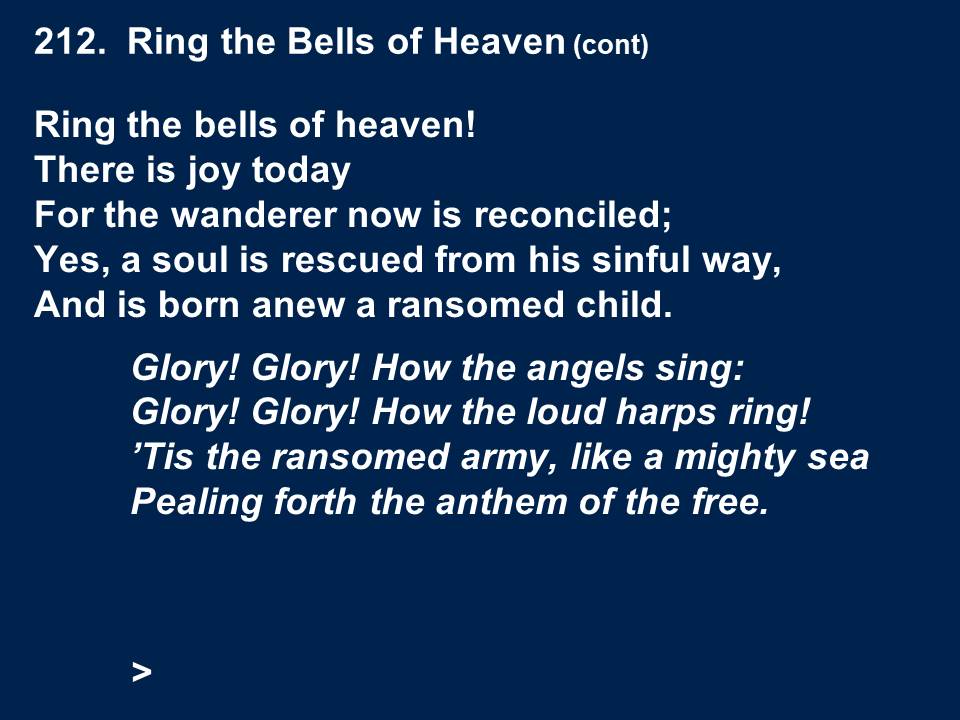 212.  Ring the Bells of Heaven (cont)
Ring the bells of heaven!
There is joy today
For the wanderer now is reconciled;
Yes, a soul is rescued from his sinful way,
And is born anew a ransomed child.
Glory! Glory! How the angels sing:
Glory! Glory! How the loud harps ring!
’Tis the ransomed army, like a mighty sea
Pealing forth the anthem of the free.
>